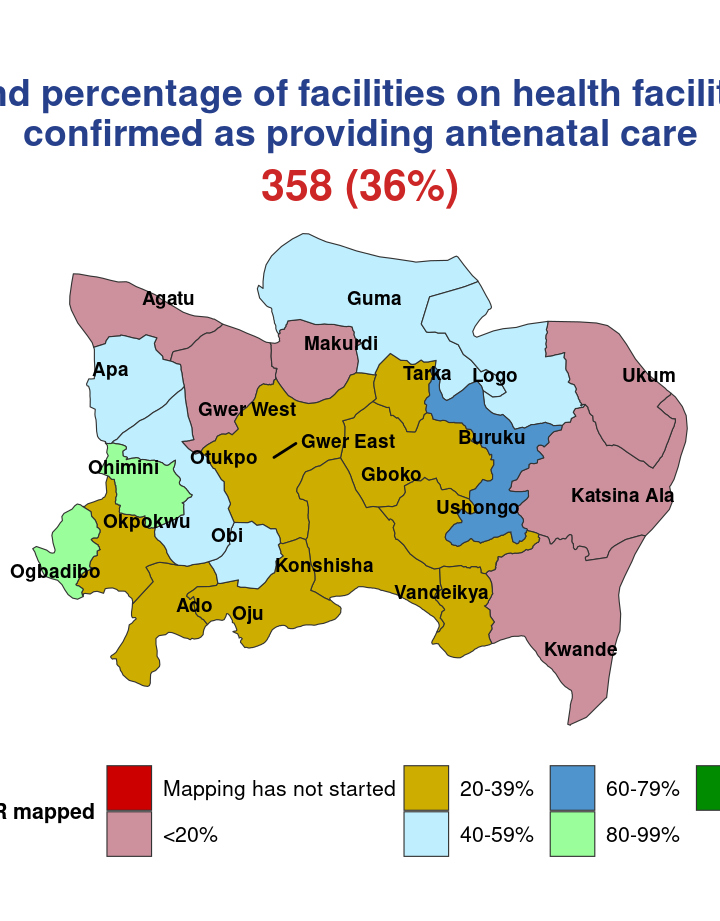 nd percentage of facilities on health facilit
confirmed as providing antenatal care
358 (36%)
Agatu
Guma
Makurdi
Apa
Tarka
Logo
Ukum
Gwer West
Gwer East
Buruku
Otukpo
Ohimini
Gboko
Katsina Ala
Ushongo
Okpokwu
Obi
Ogbadibo
Konshisha
Vandeikya
Ado
Oju
Kwande
R mapped
Mapping has not started
<20%
20-39%
40-59%
60-79%
80-99%